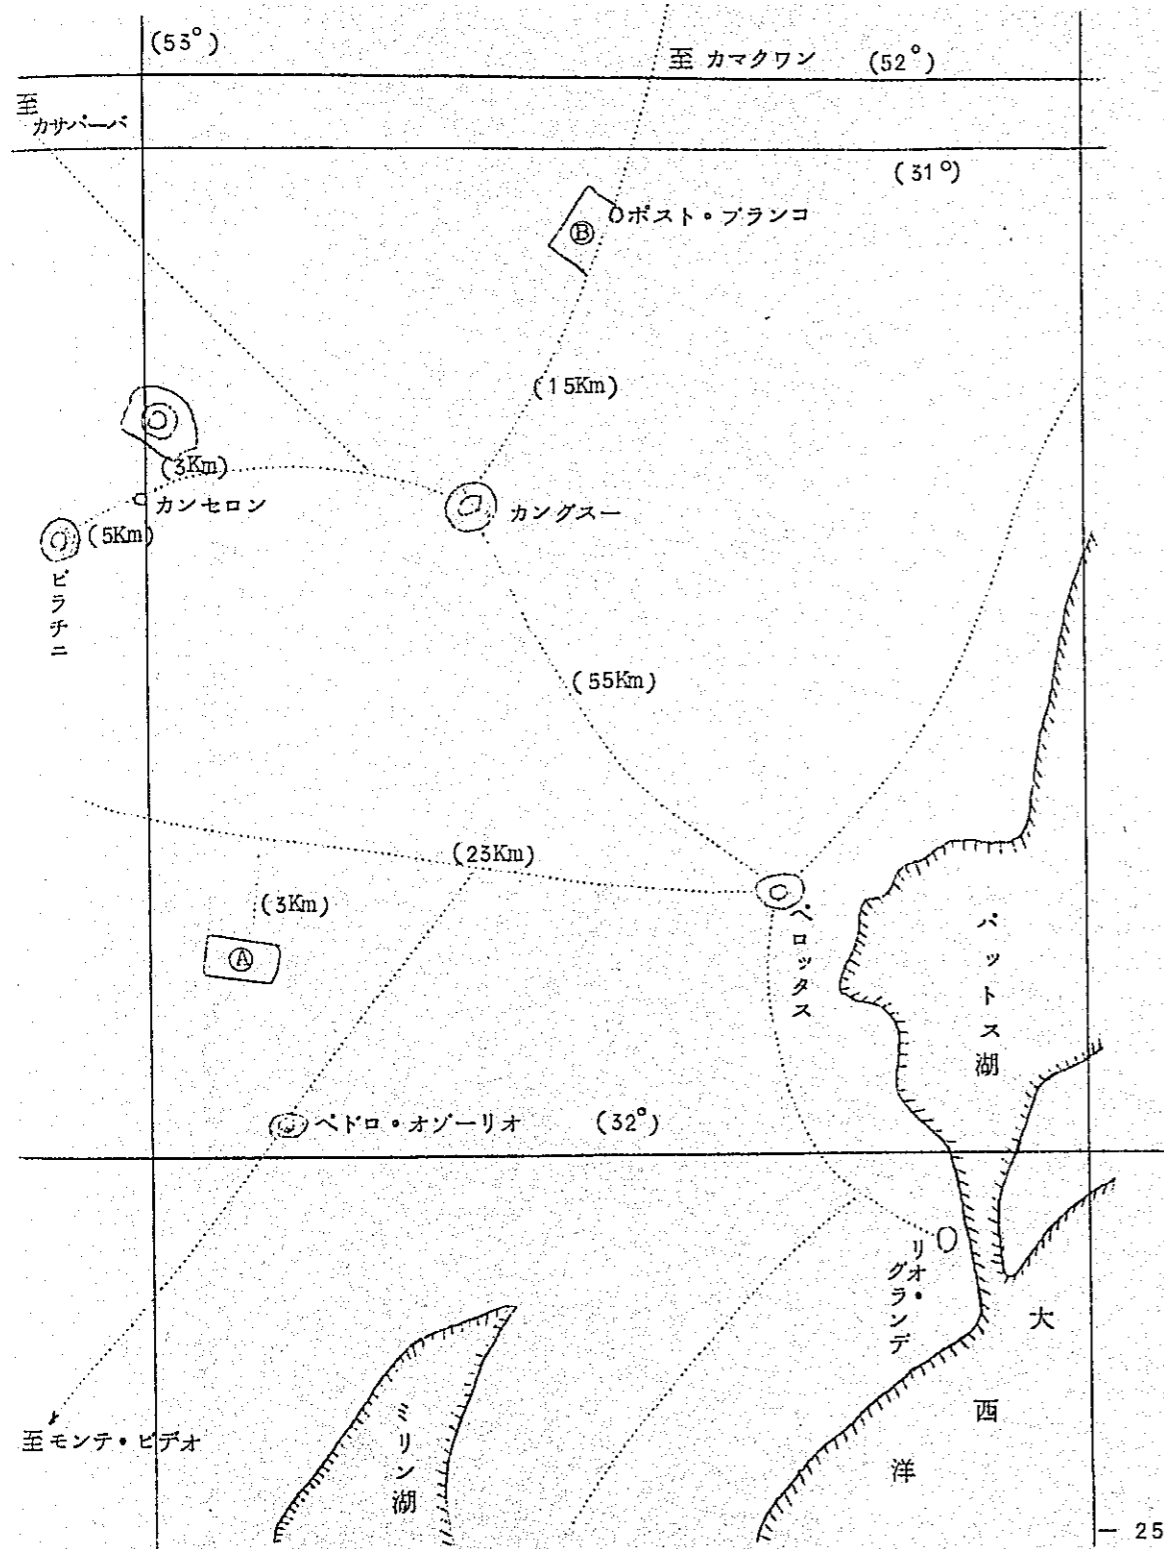 (53°)
至 カマクワン (52°)
至
カサパーバ
(31°)
ポスト・ブランコ
Ⓑ
(15Km)
(3Km)
カンセロン
カングスー
(5Km)
ピラチニ
(55Km)
(23Km)
(3Km)
Ⓐ
ペロッタス
パットス湖
ペドロ・オゾーリオ (32°)
リオ・
グランデ
大西洋
ミリン湖
至モンテ・ビデオ
— 25